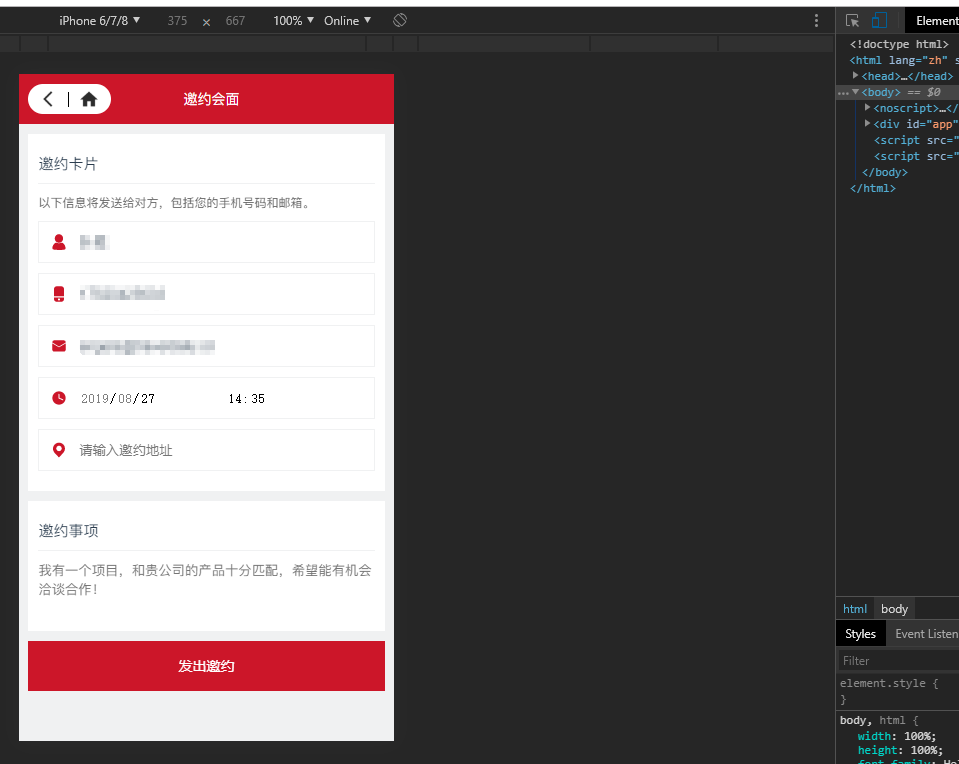 iPhone 6/7/8 ▼ 375 × 667 100% ▼ Online ▼
Element
邀约会面
邀约卡片
以下信息将发送给对方，包括您的手机号码和邮箱。
2019/08/27 14:35
请输入邀约地址
邀约事项
我有一个项目，和贵公司的产品十分匹配，希望能有机会
洽谈合作！
发出邀约
<!doctype html>
<html lang="zh" s
<head>…</head>
<body> == $0
<noscript>…</
<div id="app"
<script src="
<script src="
</body>
</html>
html body
Styles Event Listen
Filter
element.style {
}
body, html {
width: 100%;
height: 100%;
font-family: He